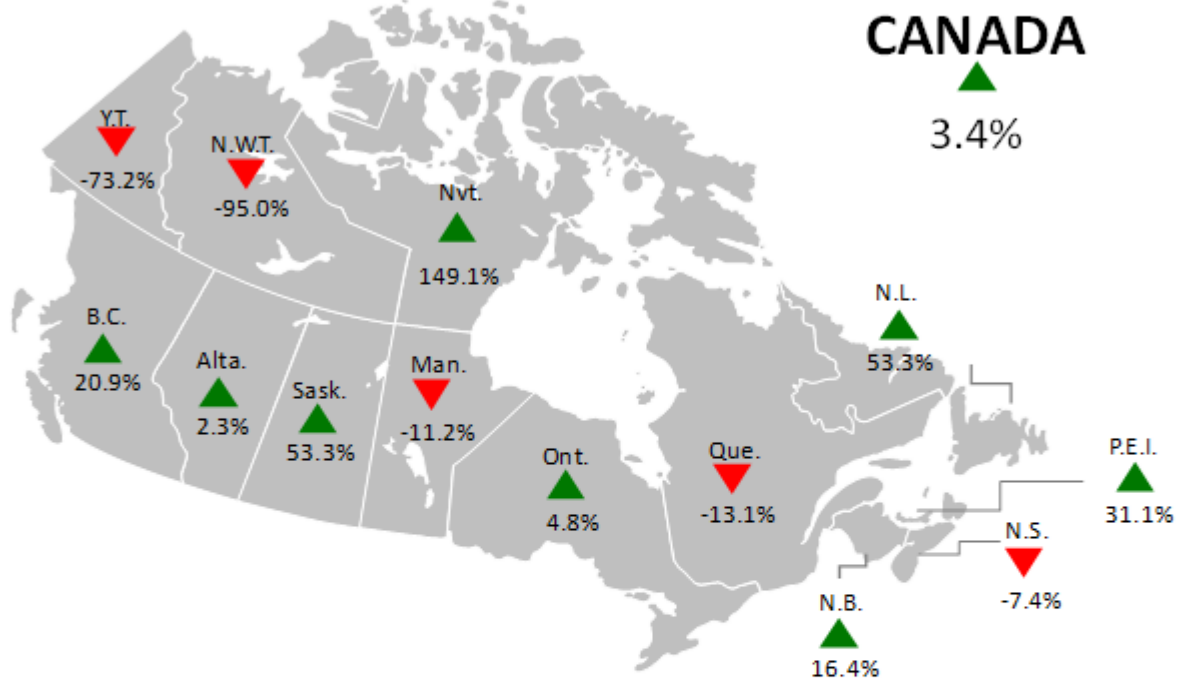 CANADA
3.4%
Y.T.
-73.2%
N.W.T.
-95.0%
Nvt.
149.1%
B.C.
20.9%
Alta.
2.3%
Sask.
53.3%
Man.
-11.2%
Ont.
4.8%
Que.
-13.1%
N.L.
53.3%
P.E.I.
31.1%
N.S.
-7.4%
N.B.
16.4%